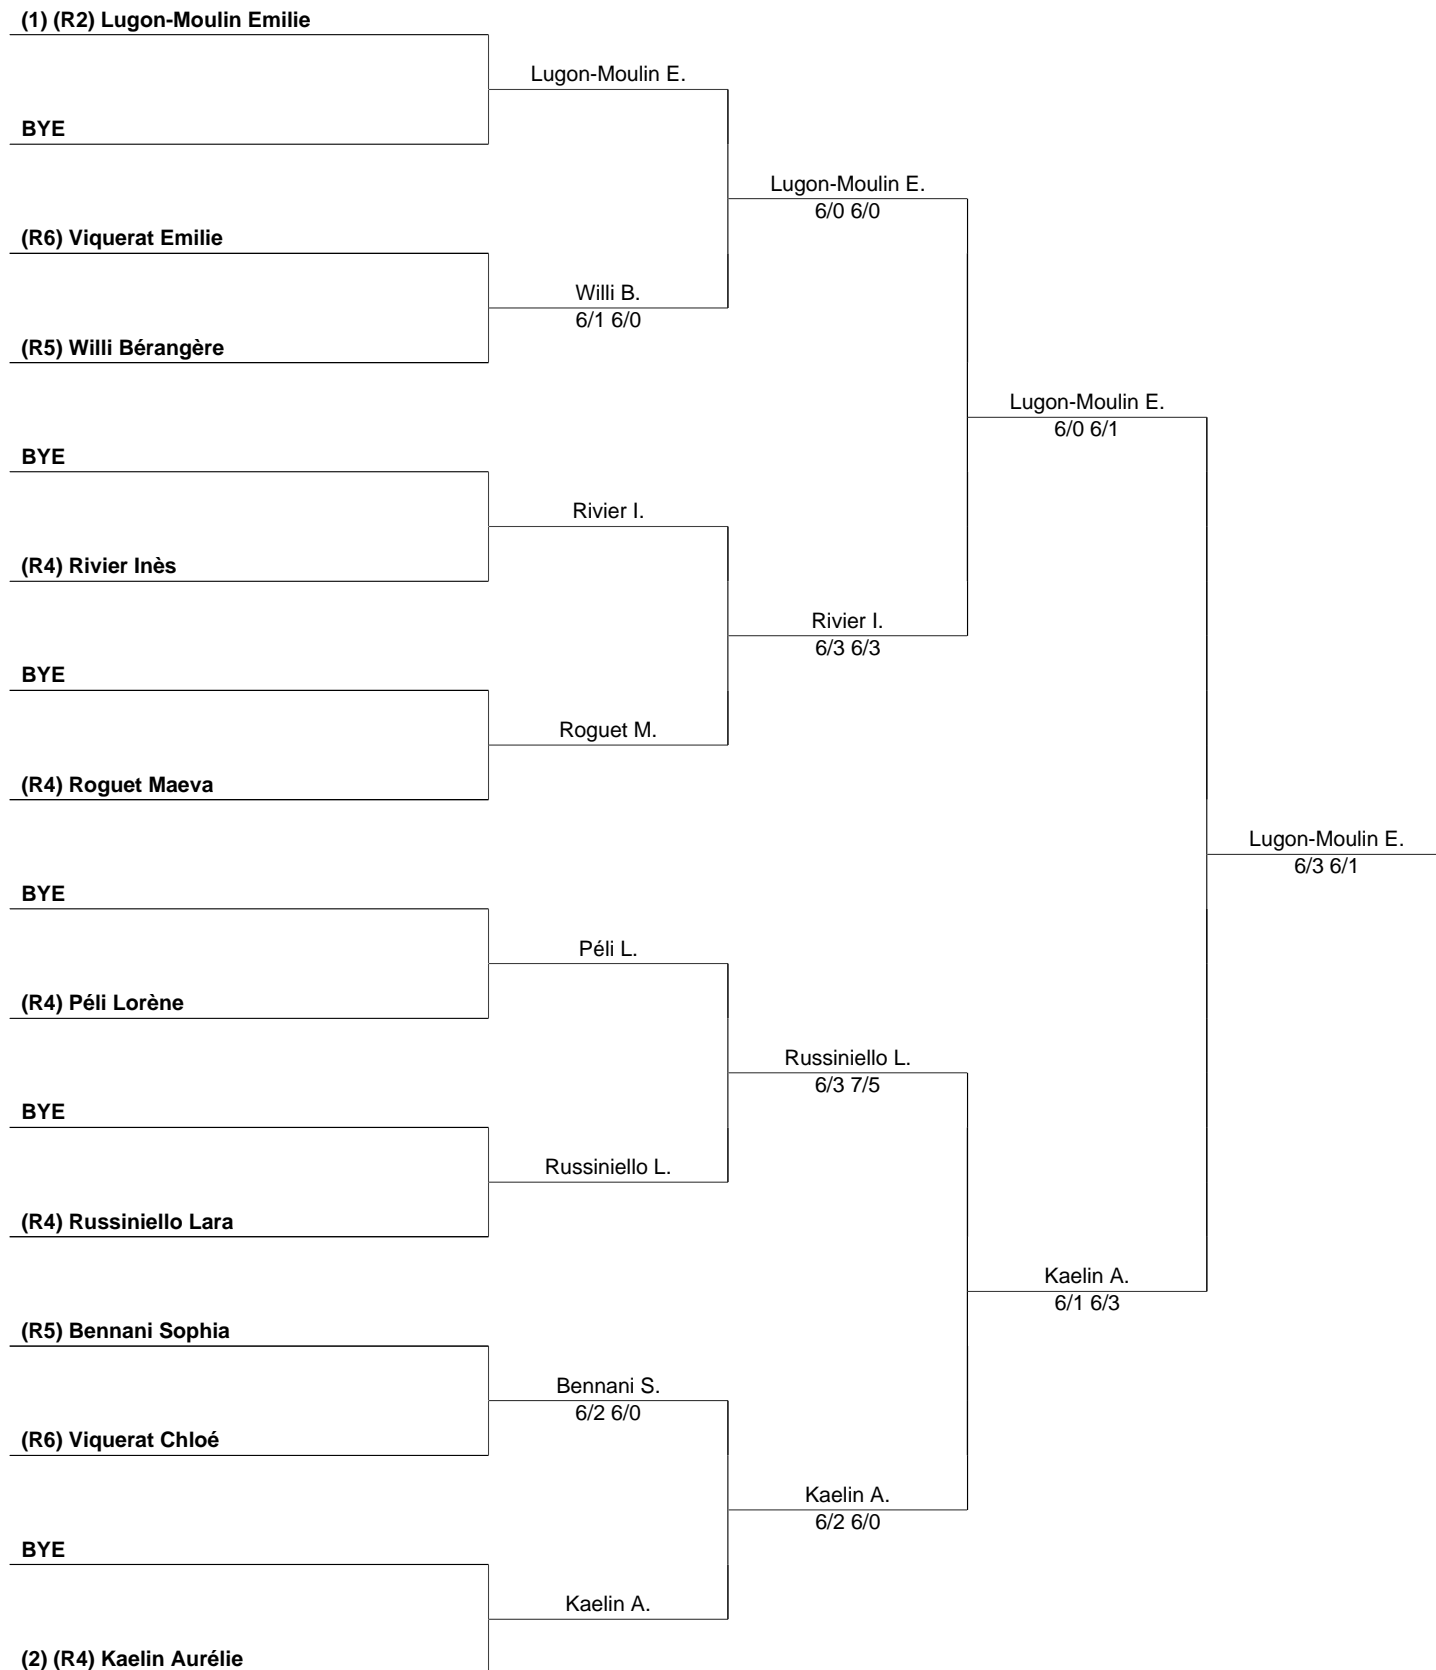 (1) (R2) Lugon-Moulin Emilie
Lugon-Moulin E.
BYE
Lugon-Moulin E.
6/0 6/0
(R6) Viquerat Emilie
Willi B.
6/1 6/0
(R5) Willi Bérangère
Lugon-Moulin E.
6/0 6/1
BYE
Rivier I.
(R4) Rivier Inès
Rivier I.
6/3 6/3
BYE
Roguet M.
(R4) Roguet Maeva
Lugon-Moulin E.
6/3 6/1
BYE
Péli L.
(R4) Péli Lorène
Russiniello L.
6/3 7/5
BYE
Russiniello L.
(R4) Russiniello Lara
Kaelin A.
6/1 6/3
(R5) Bennani Sophia
Bennani S.
6/2 6/0
(R6) Viquerat Chloé
Kaelin A.
6/2 6/0
BYE
Kaelin A.
(2) (R4) Kaelin Aurélie